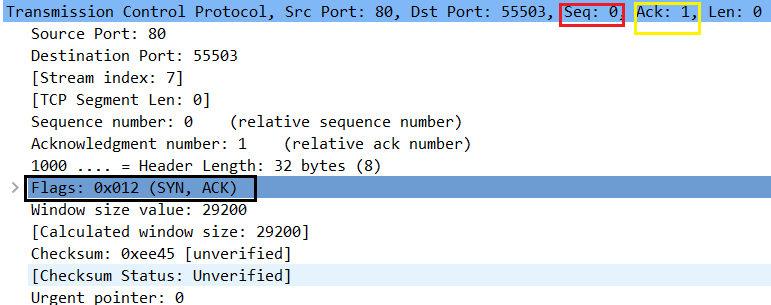 Transmission Control Protocol, Src Port: 80, Dst Port: 55503, Seq: 0, Ack: 1, Len: 0
Source Port: 80
Destination Port: 55503
[Stream index: 7]
[TCP Segment Len: 0]
Sequence number: 0    (relative sequence number)
Acknowledgment number: 1    (relative ack number)
1000 .... = Header Length: 32 bytes (8)
Flags: 0x012 (SYN, ACK)
Window size value: 29200
[Calculated window size: 29200]
Checksum: 0xee45 [unverified]
[Checksum Status: Unverified]
Urgent pointer: 0